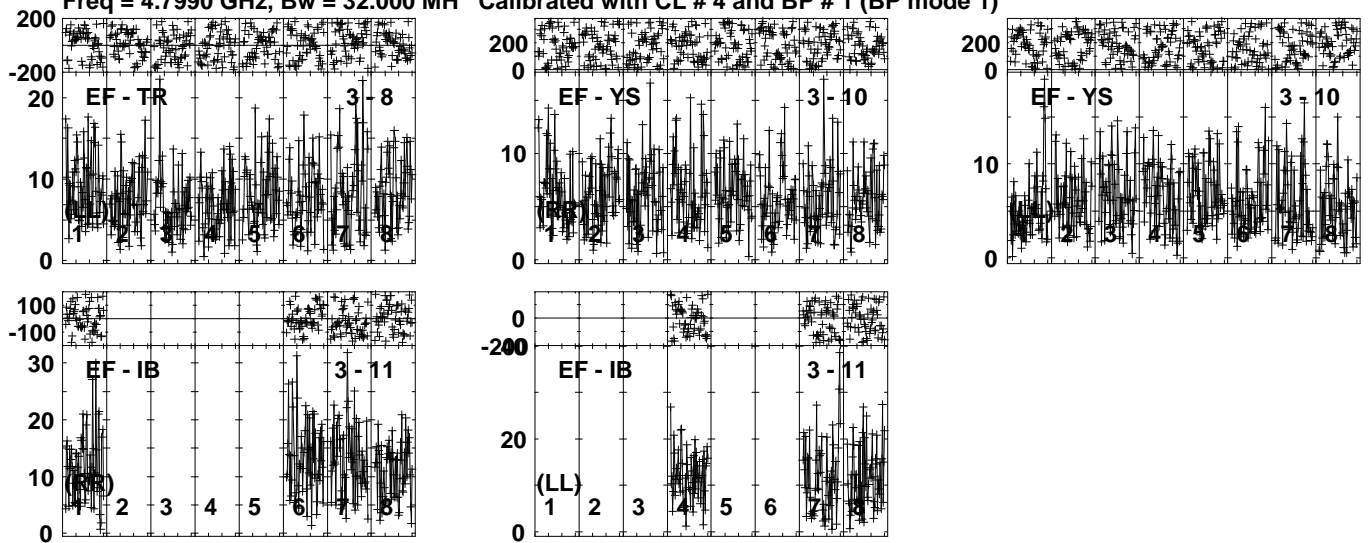 Freq = 4.7990 GHz, Bw = 32.000 MH Calibrated with CL # 4 and BP # 1 (BP mode 1)
200
-200
20
10
0
EF - TR 3 - 8
(LL)
1 2 3 4 5 6 7 8
200
0
10
0
EF - YS 3 - 10
(RR)
1 2 3 4 5 6 7 8
200
0
10
0
EF - YS 3 - 10
(LL)
1 2 3 4 5 6 7 8
100
-100
30
20
10
0
EF - IB 3 - 11
(RR)
1 2 3 4 5 6 7 8
0
-200
40
20
0
EF - IB 3 - 11
(LL)
1 2 3 4 5 6 7 8